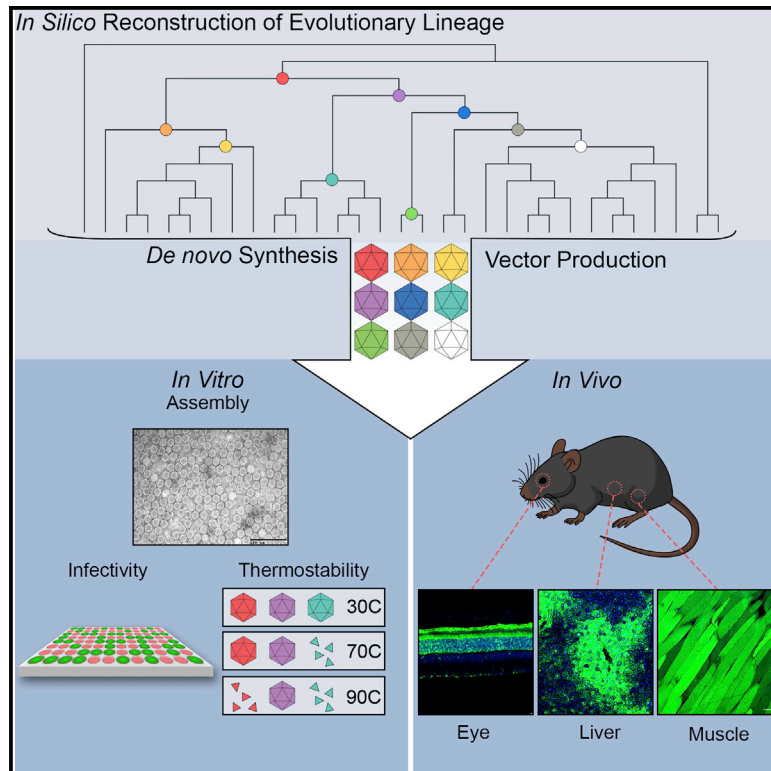 In Silico Reconstruction of Evolutionary Lineage
De novo Synthesis
Vector Production
In Vitro
Assembly
Infectivity
Thermostability
30C
70C
90C
In Vivo
Eye
Liver
Muscle